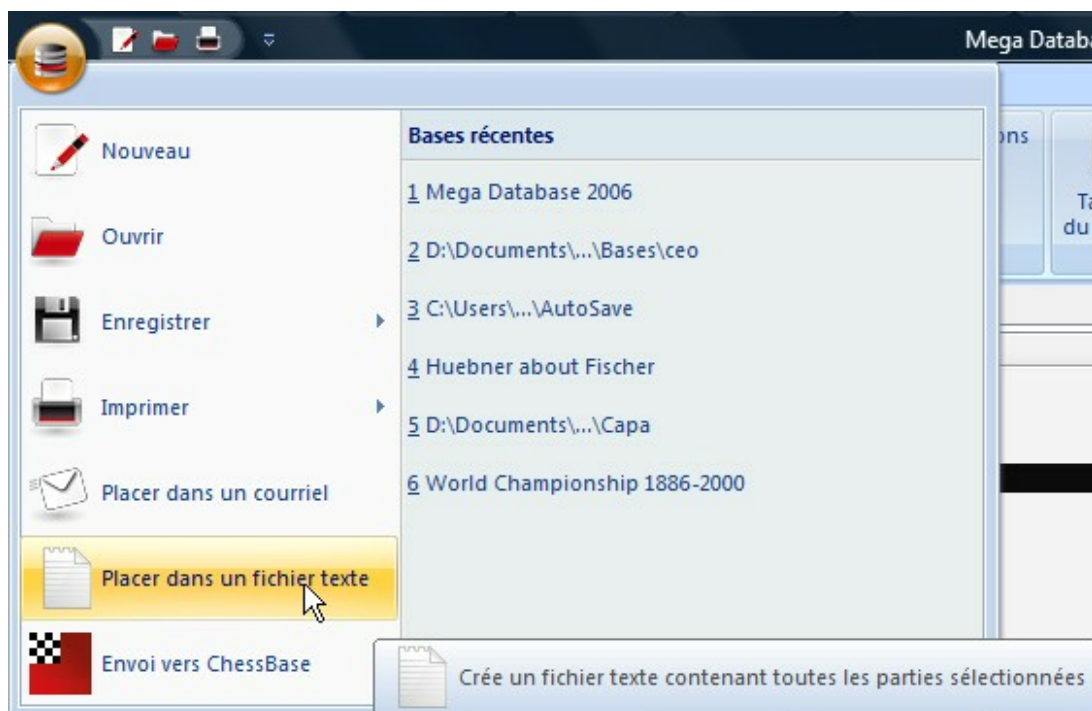 Mega Datab
Nouveau
Ouvrir
Enregistrer
Imprimer
Placer dans un courriel
Placer dans un fichier texte
Envoi vers ChessBase
Bases récentes
1 Mega Database 2006
2 D:\Documents\...\Bases\ceo
3 C:\Users\...\AutoSave
4 Huebner about Fischer
5 D:\Documents\...\Capa
6 World Championship 1886-2000
ons
Ta
du
Crée un fichier texte contenant toutes les parties sélectionnées